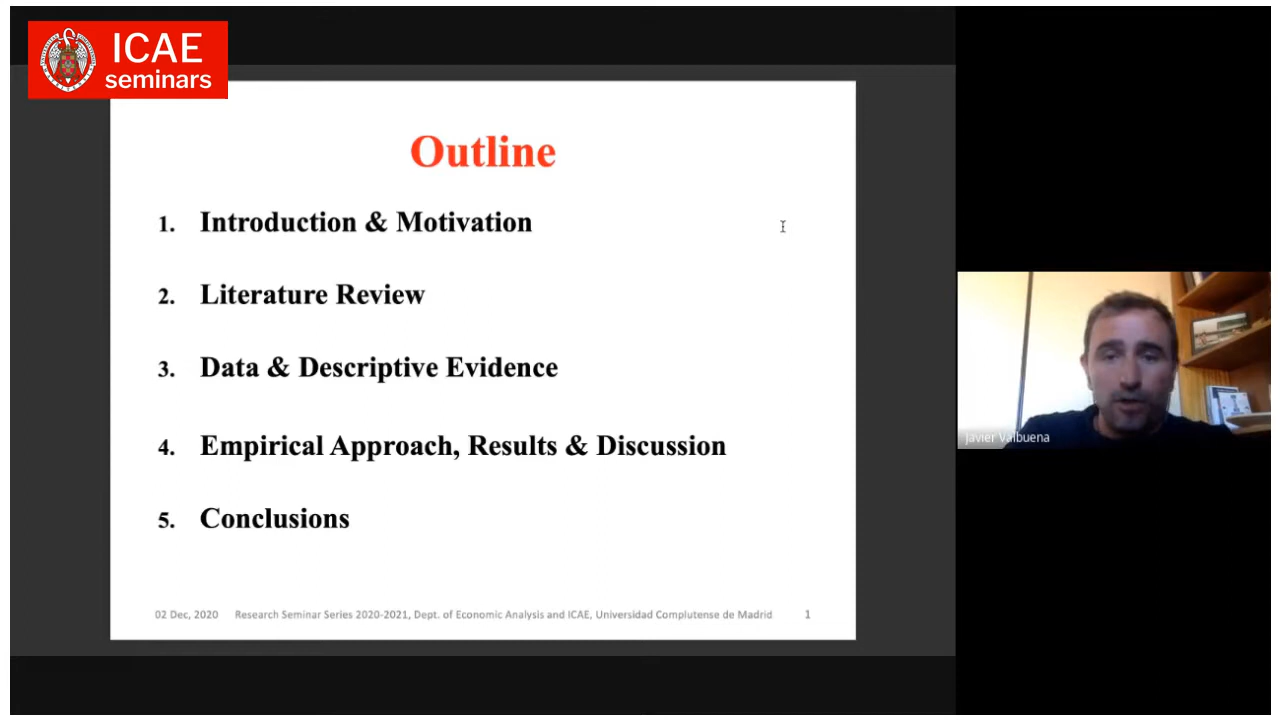 ICAE
seminars
Outline
1. Introduction & Motivation
2. Literature Review
3. Data & Descriptive Evidence
4. Empirical Approach, Results & Discussion
5. Conclusions
02 Dec, 2020 Research Seminar Series 2020-2021, Dept. of Economic Analysis and ICAE, Universidad Complutense de Madrid 1
Javier Valbuena